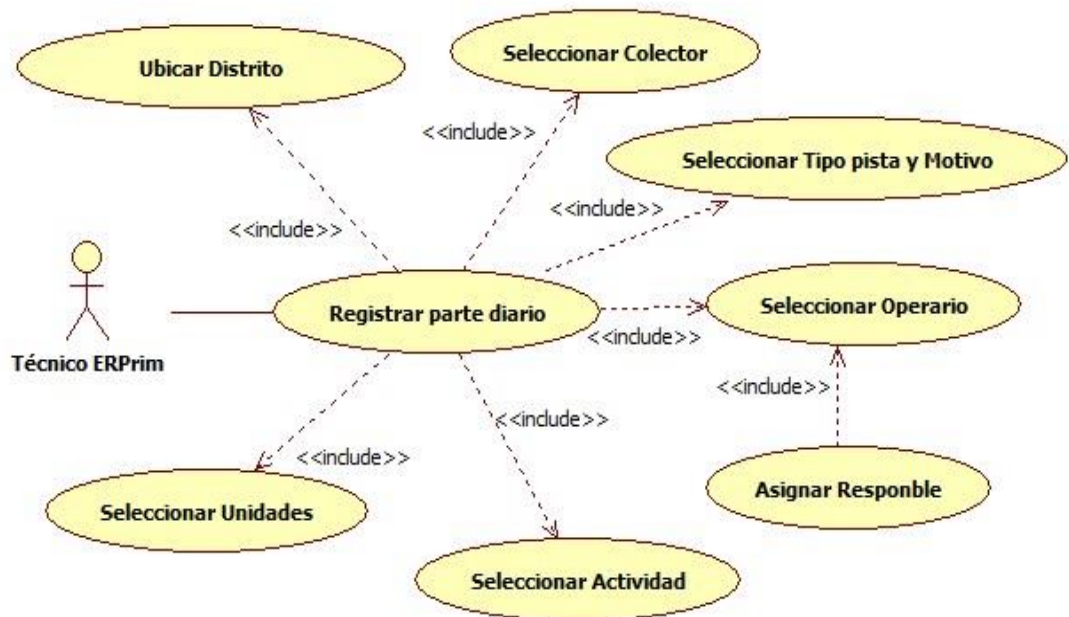 Ubicar Distrito
Seleccionar Colector
<<include>>
Seleccionar Tipo pista y Motivo
<<include>>
<<include>>
Registrar parte diario
Seleccionar Operario
<<include>>
Técnico ERPrim
<<include>>
<<include>>
<<include>>
Seleccionar Unidades
Asignar Responble
Seleccionar Actividad